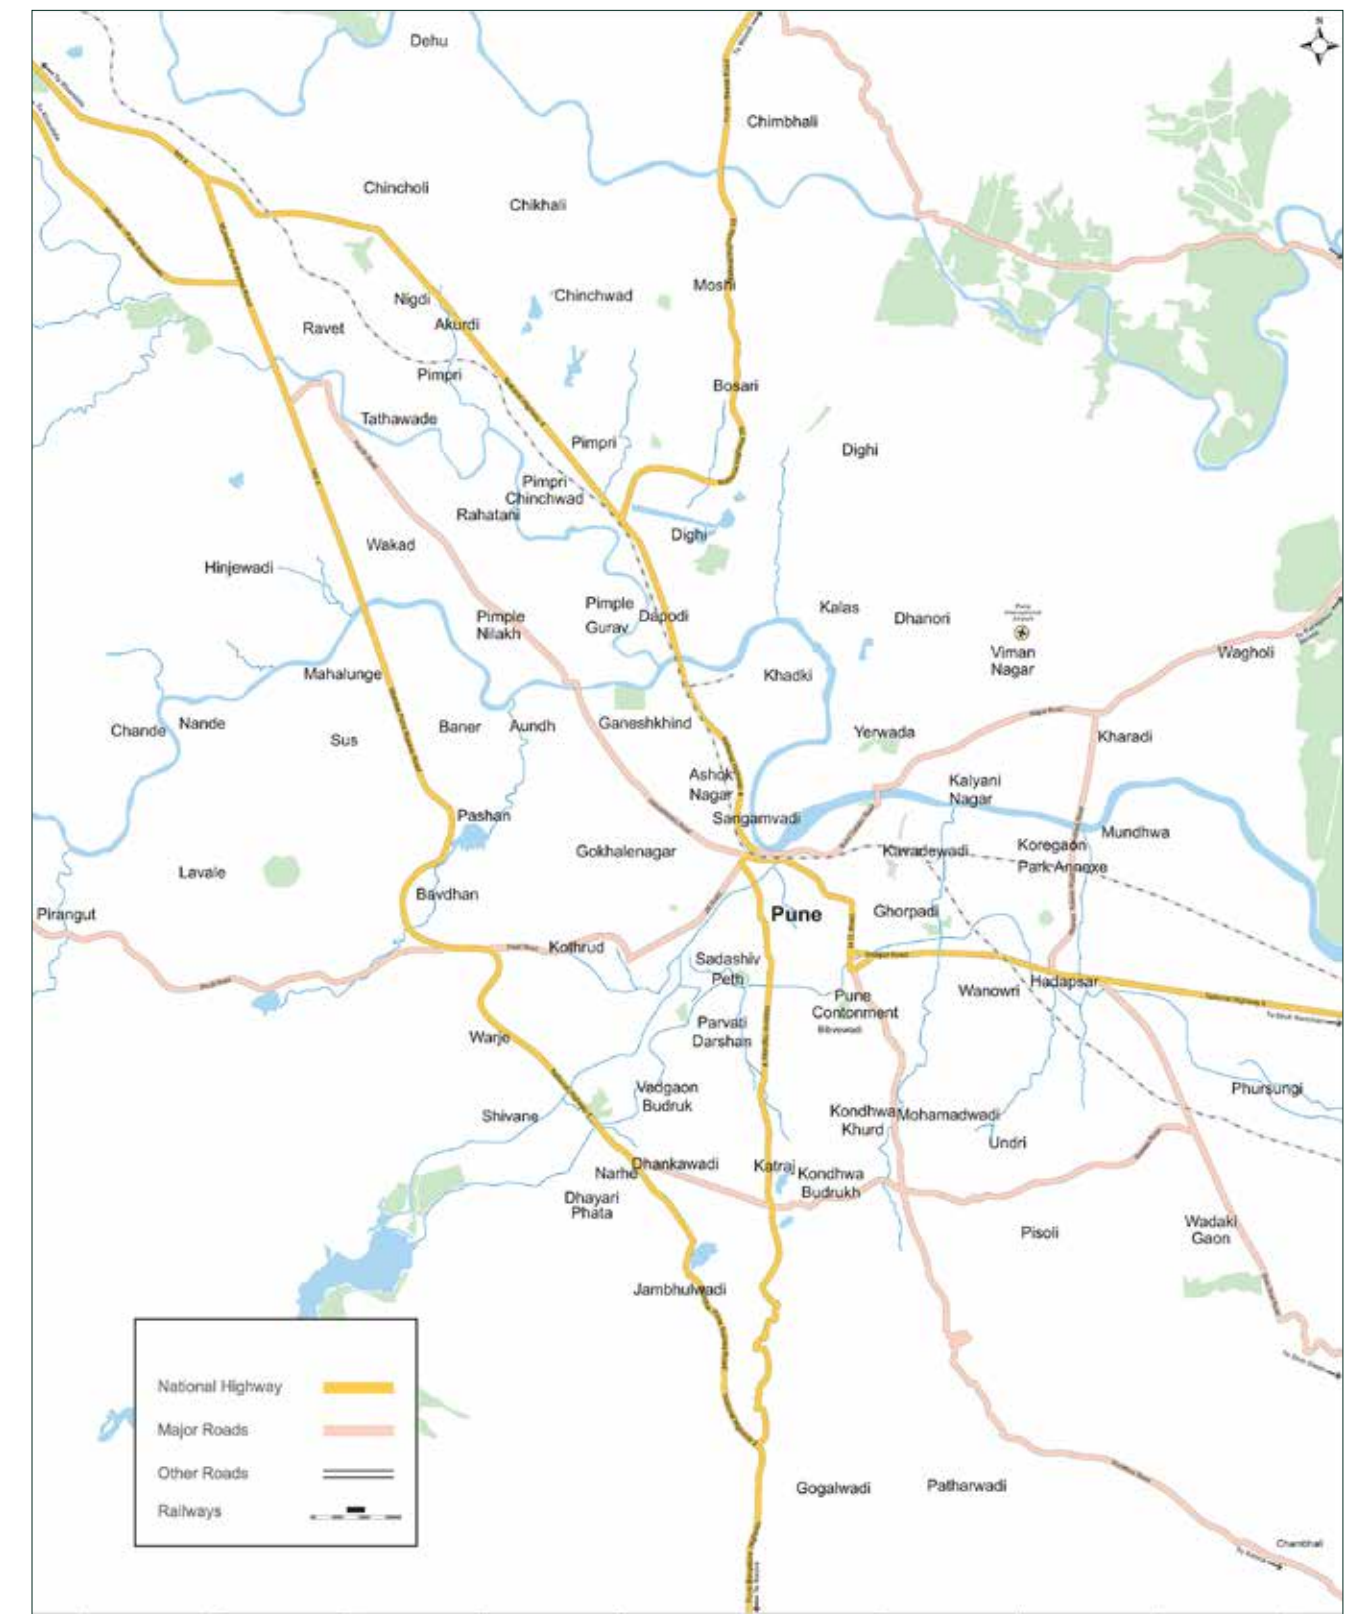 N
Dehu
Chimbhali
Chincholi
Chikhali
Moshi
Chinchwad
Nigdi
Akurdi
Ravet
Pimpri
Bosari
Tathawade
Pimpri
Dighi
Pimpri
Chinchwad
Rahatani
Dighi
Wakad
Hinjewadi
Pimple
Gurav
Dapodi
Kalas
Dhanori
Pimple
Nilakh
Viman
Nagar
Wagholi
Mahalunge
Khadki
Chande
Nande
Sus
Baner
Aundh
Ganeshkhind
Yerwada
Kharadi
Ashok
Nagar
Kalyani
Nagar
Pashan
Sangamvadi
Mundhwa
Gokhalenagar
Kavadewadi
Koregaon
Park Annexe
Lavale
Bavdhan
Pirangut
Pune
Ghorpadi
Kothrud
Sadashiv
Peth
Wanowri
Hadapsar
Pune
Contonment
Bibvewadi
Parvati
Darshan
Warje
Vadgaon
Budruk
Phursungi
Shivane
Kondhwa
Khurd
Mohamadwadi
Undri
Narhe
Dhankawadi
Katraj
Kondhwa
Budrukh
Dhayari
Phata
Pisoli
Wadaki
Gaon
Jambhulwadi
National Highway
Major Roads
Other Roads
Railways
Gogalwadi
Patharwadi
Chambhali